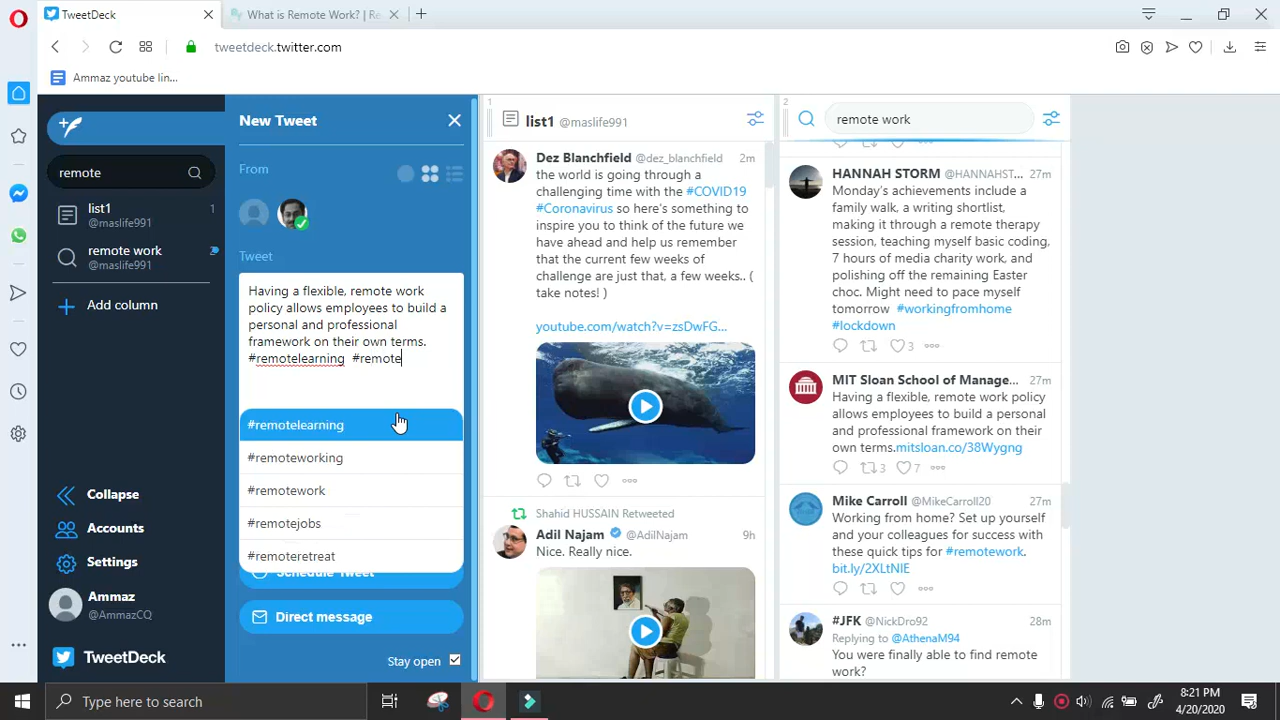 TweetDeck
What is Remote Work? | Re
tweetdeck.twitter.com
Ammaz youtube lin...
remote
list1
@maslife991
1
remote work
@maslife991
Add column
Collapse
Accounts
Settings
Ammaz
@AmmazCQ
TweetDeck
New Tweet
From
Tweet
Having a flexible, remote work
policy allows employees to build a
personal and professional
framework on their own terms.
#remotelearning #remote
#remotelearning
#remoteworking
#remotework
#remotejobs
#remoteretreat
Schedule Tweet
Direct message
Stay open
1
list1 @maslife991
Dez Blanchfield @dez_blanchfield 2m
the world is going through a
challenging time with the #COVID19
#Coronavirus so here's something to
inspire you to think of the future we
have ahead and help us remember
that the current few weeks of
challenge are just that, a few weeks.. (
take notes! )
youtube.com/watch?v=zsDwFG...
Shahid HUSSAIN Retweeted
Adil Najam @AdilNajam 9h
Nice. Really nice.
2
remote work
HANNAH STORM @HANNAHST... 27m
Monday's achievements include a
family walk, a writing shortlist,
making it through a remote therapy
session, teaching myself basic coding,
7 hours of media charity work, and
polishing off the remaining Easter
choc. Might need to pace myself
tomorrow #workingfromhome
#lockdown
3
MIT Sloan School of Manage... 27m
Having a flexible, remote work policy
allows employees to build a personal
and professional framework on their
own terms.mitsloan.co/38Wygng
3 7
Mike Carroll @MikeCarroll20 27m
Working from home? Set up yourself
and your colleagues for success with
these quick tips for #remotework.
bit.ly/2XLtNIE
#JFK @NickDro92 28m
Replying to @AthenaM94
You were finally able to find remote
work?
Type here to search
8:21 PM
4/20/2020